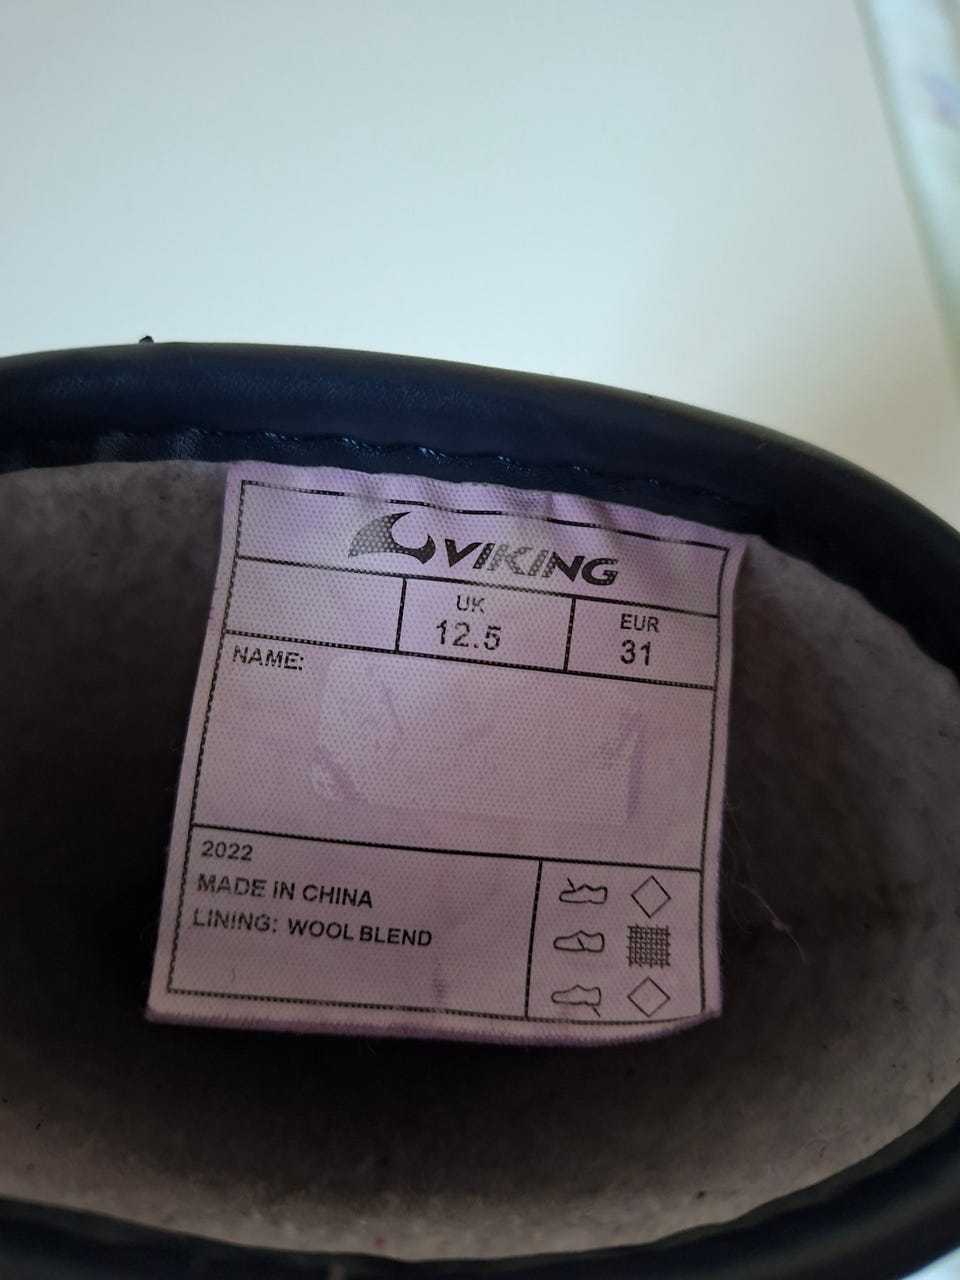 VIKING
UK
12.5
EUR
31
NAME:
2022
MADE IN CHINA
LINING: WOOL BLEND